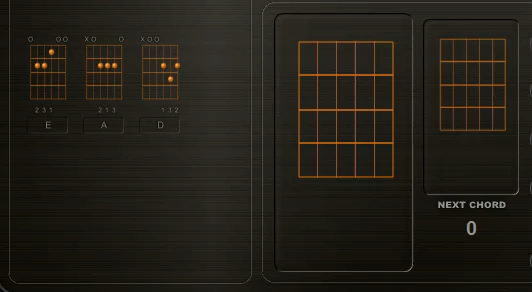 O OO XO O XOO
231 213 132
E A D
NEXT CHORD
0